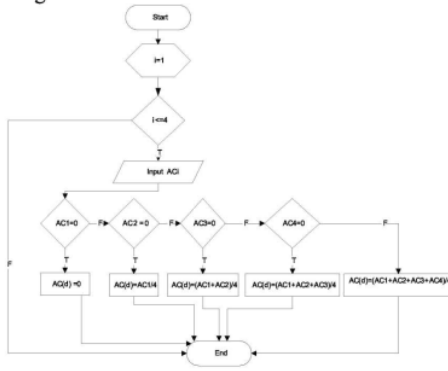 Start
i=1
i<=4
T
Input ACi
AC1=0
F
AC2 =0
F
AC3=0
F
AC4=0
F
F
T
T
T
T
AC(d) =0
AC(d)=AC1/4
AC(d)=(AC1+AC2)/4
AC(d)=(AC1+AC2+AC3)/4
AC(d)=(AC1+AC2+AC3+AC4)/
End